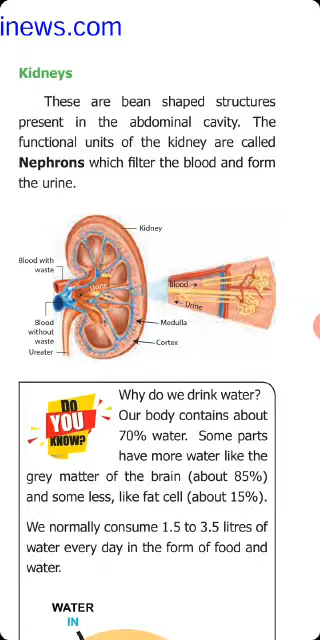 inews.com
Kidneys
These are bean shaped structures
present in the abdominal cavity. The
functional units of the kidney are called
Nephrons which filter the blood and form
the urine.
Kidney
Blood with
waste
Urine
Blood
Urine
Blood
without
waste
Medulla
Cortex
Ureater
DO
YOU
KNOW?
Why do we drink water?
Our body contains about
70% water. Some parts
have more water like the
grey matter of the brain (about 85%)
and some less, like fat cell (about 15%).
We normally consume 1.5 to 3.5 litres of
water every day in the form of food and
water.
WATER
IN